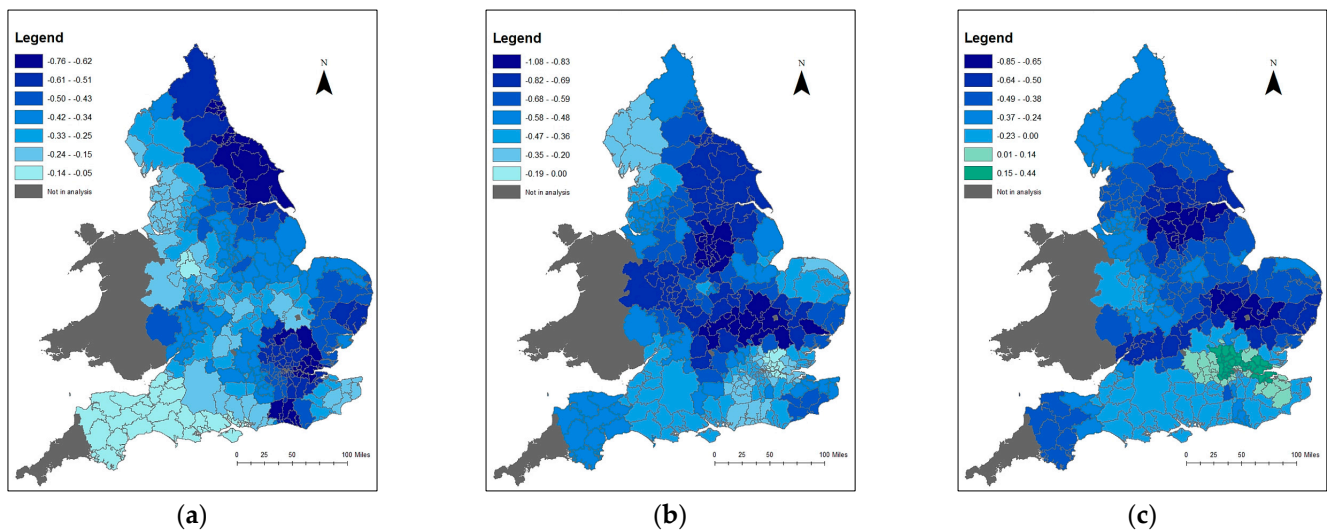 Legend
-0.76 - -0.62
-0.61 - -0.51
-0.50 - -0.43
-0.42 - -0.34
-0.33 - -0.25
-0.24 - -0.15
-0.14 - -0.05
Not in analysis
N
0 25 50 100 Miles
(a)
Legend
-1.08 - -0.83
-0.82 - -0.69
-0.68 - -0.59
-0.58 - -0.48
-0.47 - -0.36
-0.35 - -0.20
-0.19 - 0.00
Not in analysis
N
0 25 50 100 Miles
(b)
Legend
-0.85 - -0.65
-0.64 - -0.50
-0.49 - -0.38
-0.37 - -0.24
-0.23 - 0.00
0.01 - 0.14
0.15 - 0.44
Not in analysis
N
0 25 50 100 Miles
(c)